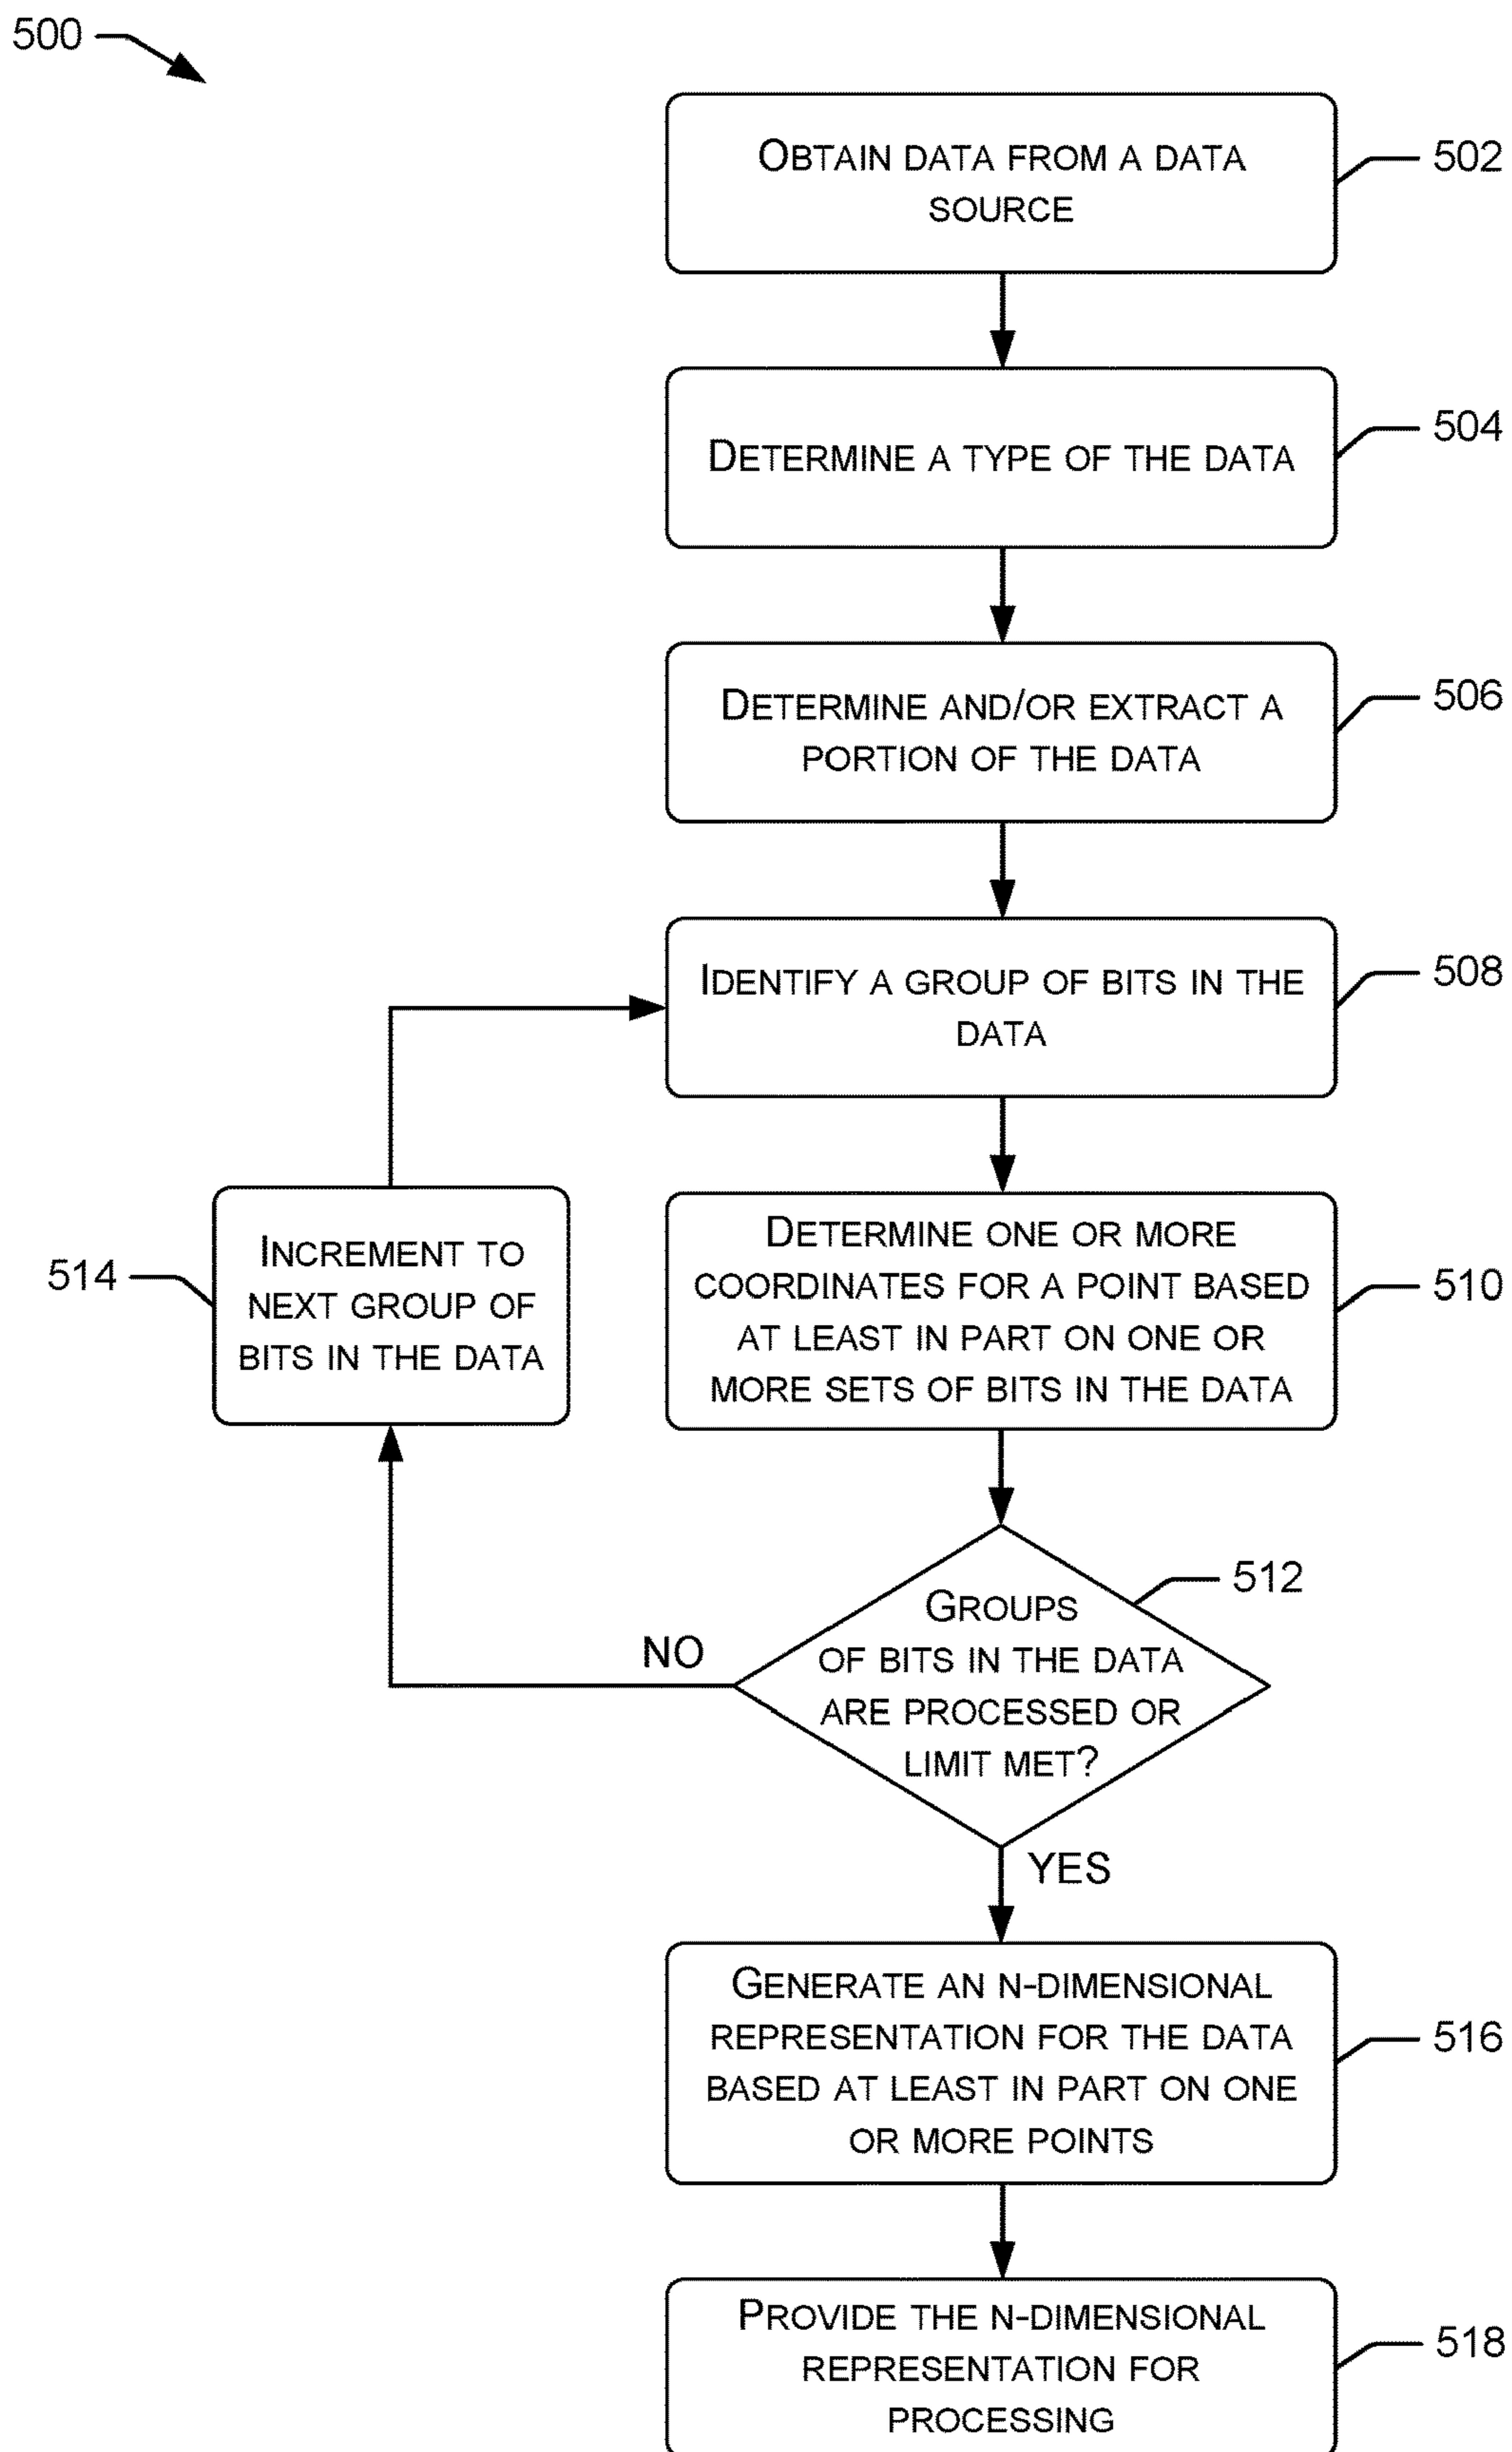 500
OBTAIN DATA FROM A DATA
SOURCE
502
DETERMINE A TYPE OF THE DATA
504
DETERMINE AND/OR EXTRACT A
PORTION OF THE DATA
506
IDENTIFY A GROUP OF BITS IN THE
DATA
508
DETERMINE ONE OR MORE
COORDINATES FOR A POINT BASED
AT LEAST IN PART ON ONE OR
MORE SETS OF BITS IN THE DATA
510
INCREMENT TO
NEXT GROUP OF
BITS IN THE DATA
514
GROUPS
OF BITS IN THE DATA
ARE PROCESSED OR
LIMIT MET?
512
NO
YES
GENERATE AN N-DIMENSIONAL
REPRESENTATION FOR THE DATA
BASED AT LEAST IN PART ON ONE
OR MORE POINTS
516
PROVIDE THE N-DIMENSIONAL
REPRESENTATION FOR
PROCESSING
518